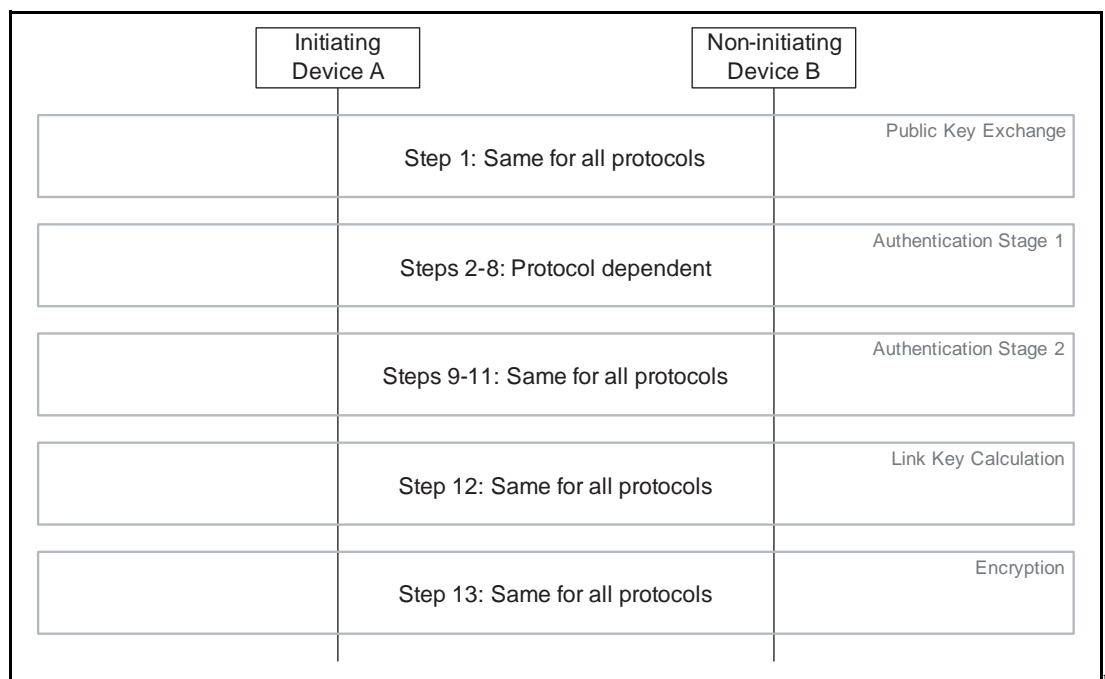 Initiating
Device A
Non-initiating
Device B
Public Key Exchange
Step 1: Same for all protocols
Authentication Stage 1
Steps 2-8: Protocol dependent
Authentication Stage 2
Steps 9-11: Same for all protocols
Link Key Calculation
Step 12: Same for all protocols
Encryption
Step 13: Same for all protocols